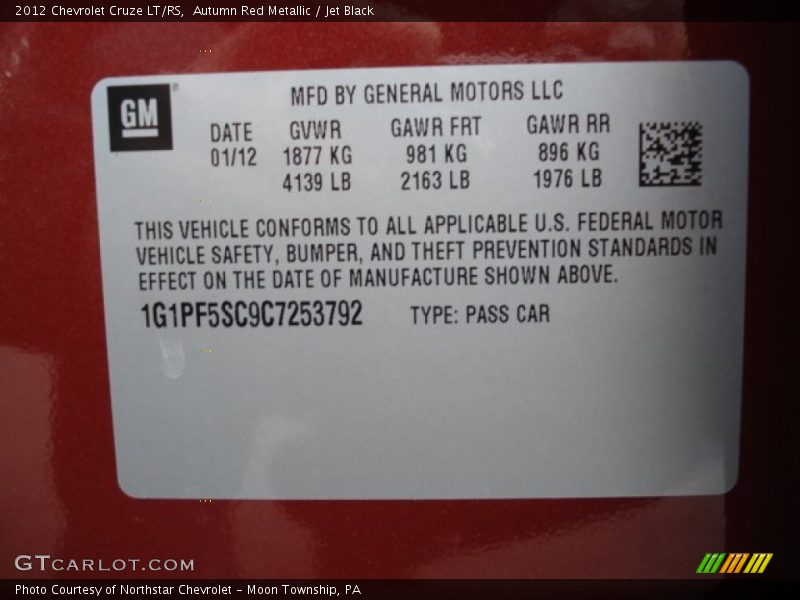 2012 Chevrolet Cruze LT/RS,  Autumn Red Metallic / Jet Black
GM ®
MFD BY GENERAL MOTORS LLC
DATE GVWR GAWR FRT GAWR RR
01/12 1877 KG 981 KG 896 KG
4139 LB 2163 LB 1976 LB
THIS VEHICLE CONFORMS TO ALL APPLICABLE U.S. FEDERAL MOTOR
VEHICLE SAFETY, BUMPER, AND THEFT PREVENTION STANDARDS IN
EFFECT ON THE DATE OF MANUFACTURE SHOWN ABOVE.
1G1PF5SC9C7253792 TYPE: PASS CAR
GTCARLOT.COM
Photo Courtesy of Northstar Chevrolet - Moon Township, PA